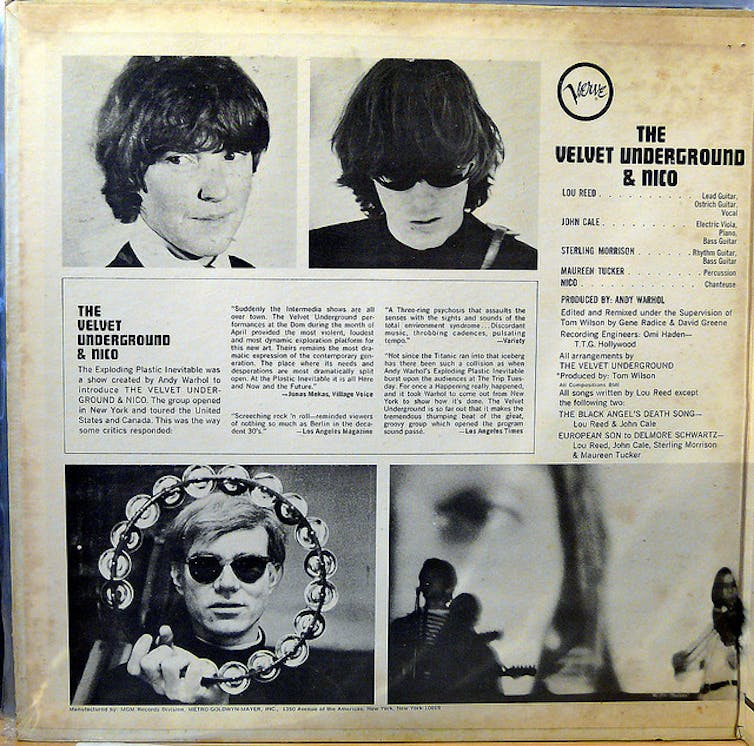 Verve
THE
VELVET UNDERGROUND
& NICO
LOU REED . . . . . . . . . . . . Lead Guitar,
Ostrich Guitar,
Vocal
JOHN CALE . . . . . . . . . . . Electric Viola,
Piano,
Bass Guitar
STERLING MORRISON . . . . . . Rhythm Guitar,
Bass Guitar
MAUREEN TUCKER . . . . . . . . . Percussion
NICO . . . . . . . . . . . . . . . Chanteuse
PRODUCED BY: ANDY WARHOL
Edited and Remixed under the Supervision of
Tom Wilson by Gene Radice & David Greene
Recording Engineers: Omi Haden—
T.T.G. Hollywood
All arrangements by
THE VELVET UNDERGROUND
*Produced by: Tom Wilson
All Compositions BMI
All songs written by Lou Reed except
the following two:
THE BLACK ANGEL'S DEATH SONG—
Lou Reed & John Cale
EUROPEAN SON to DELMORE SCHWARTZ—
Lou Reed, John Cale, Sterling Morrison
& Maureen Tucker
THE
VELVET
UNDERGROUND
& NICO
The Exploding Plastic Inevitable was
a show created by Andy Warhol to
introduce THE VELVET UNDER-
GROUND & NICO. The group opened
in New York and toured the United
States and Canada. This was the way
some critics responded:
"Suddenly the Intermedia shows are all
over town. The Velvet Underground per-
formances at the Dom during the month of
April provided the most violent, loudest
and most dynamic exploration platform for
this new art. Theirs remains the most dra-
matic expression of the contemporary gen-
eration. The place where its needs and
desperations are most dramatically split
open. At the Plastic Inevitable it is all Here
and Now and the Future."
—Jonas Mekas, Village Voice
"Screeching rock 'n roll—reminded viewers
of nothing so much as Berlin in the deca-
dent 30's." —Los Angeles Magazine
"A Three-ring psychosis that assaults the
senses with the sights and sounds of the
total environment syndrome... Discordant
music, throbbing cadences, pulsating
tempo." —Variety
"Not since the Titanic ran into that iceberg
has there been such a collision as when
Andy Warhol's Exploding Plastic Inevitable
burst upon the audiences at The Trip Tues-
day. For once a Happening really happened,
and it took Warhol to come out from New
York to show how it's done. The Velvet
Underground is so far out that it makes the
tremendous thumping beat of the great,
groovy group which opened the program
sound passé. —Los Angeles Times
Manufactured by: MGM Records Division, METRO-GOLDWYN-MAYER, INC., 1350 Avenue of the Americas, New York, New York 10019